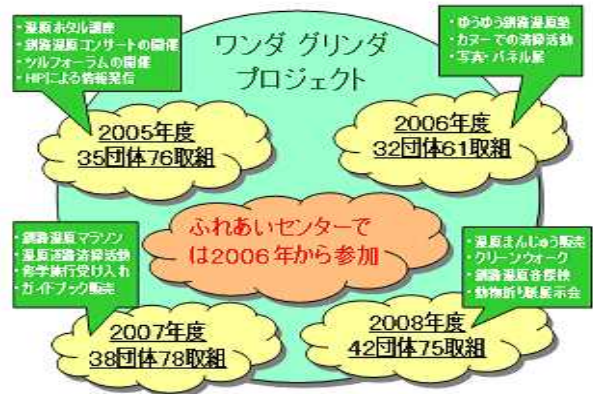 ワンダ グリンダ
プロジェクト
・湿原ホタル講座
・釧路湿原コンサートの開催
・ツルフォーラムの開催
・HPによる情報発信
2005年度
35団体76取組
・ゆうゆう釧路湿原塾
・カヌーでの清掃活動
・写真・パネル展
2006年度
32団体61取組
ふれあいセンターで
は2006年から参加
・釧路湿原マラソン
・湿原道路清掃活動
・修学旅行受け入れ
・ガイドブック販売
2007年度
38団体78取組
・湿原まんじゅう販売
・クリーンウォーク
・釧路湿原冬探検
・動物折り紙展示会
2008年度
42団体75取組